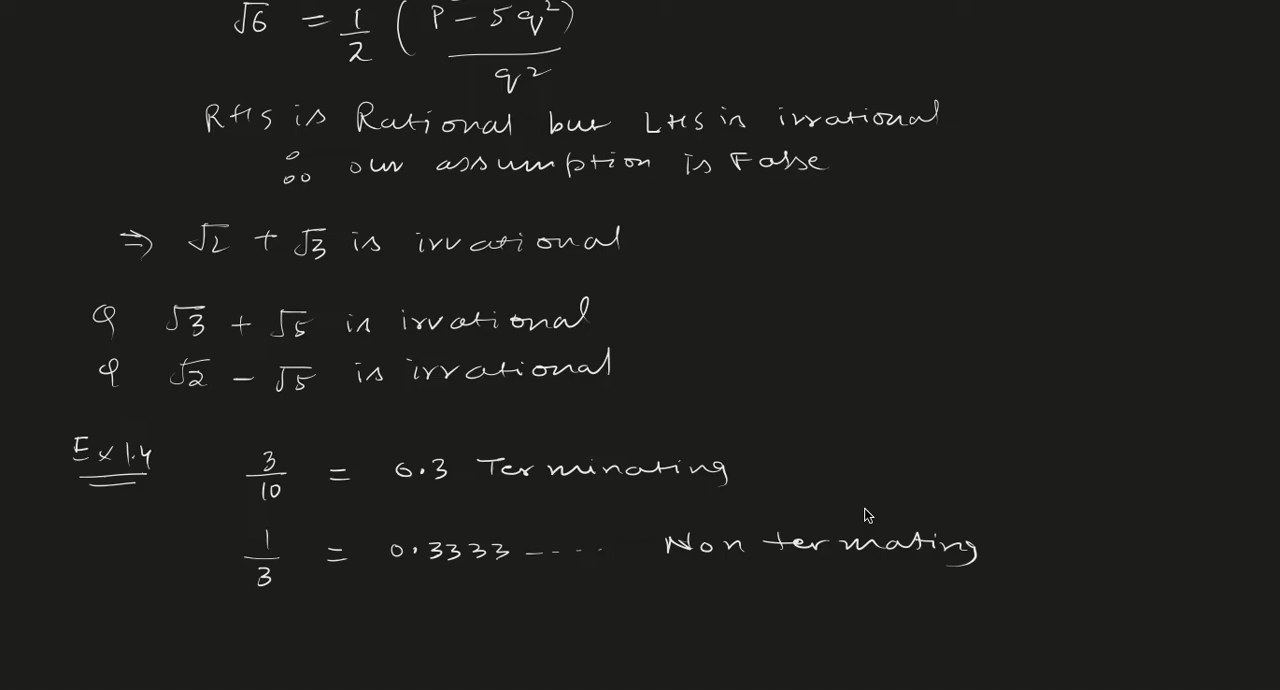 √6 = 1/2 (P - 5q²)/q²
RHS is Rational but LHS is irrational
∴ our assumption is False
⇒ √2 + √3 is irrational
Q √3 + √5 is irrational
Q √2 - √5 is irrational
Ex 1.4 3/10 = 0.3 Terminating
1/3 = 0.3333 ---- Non termating